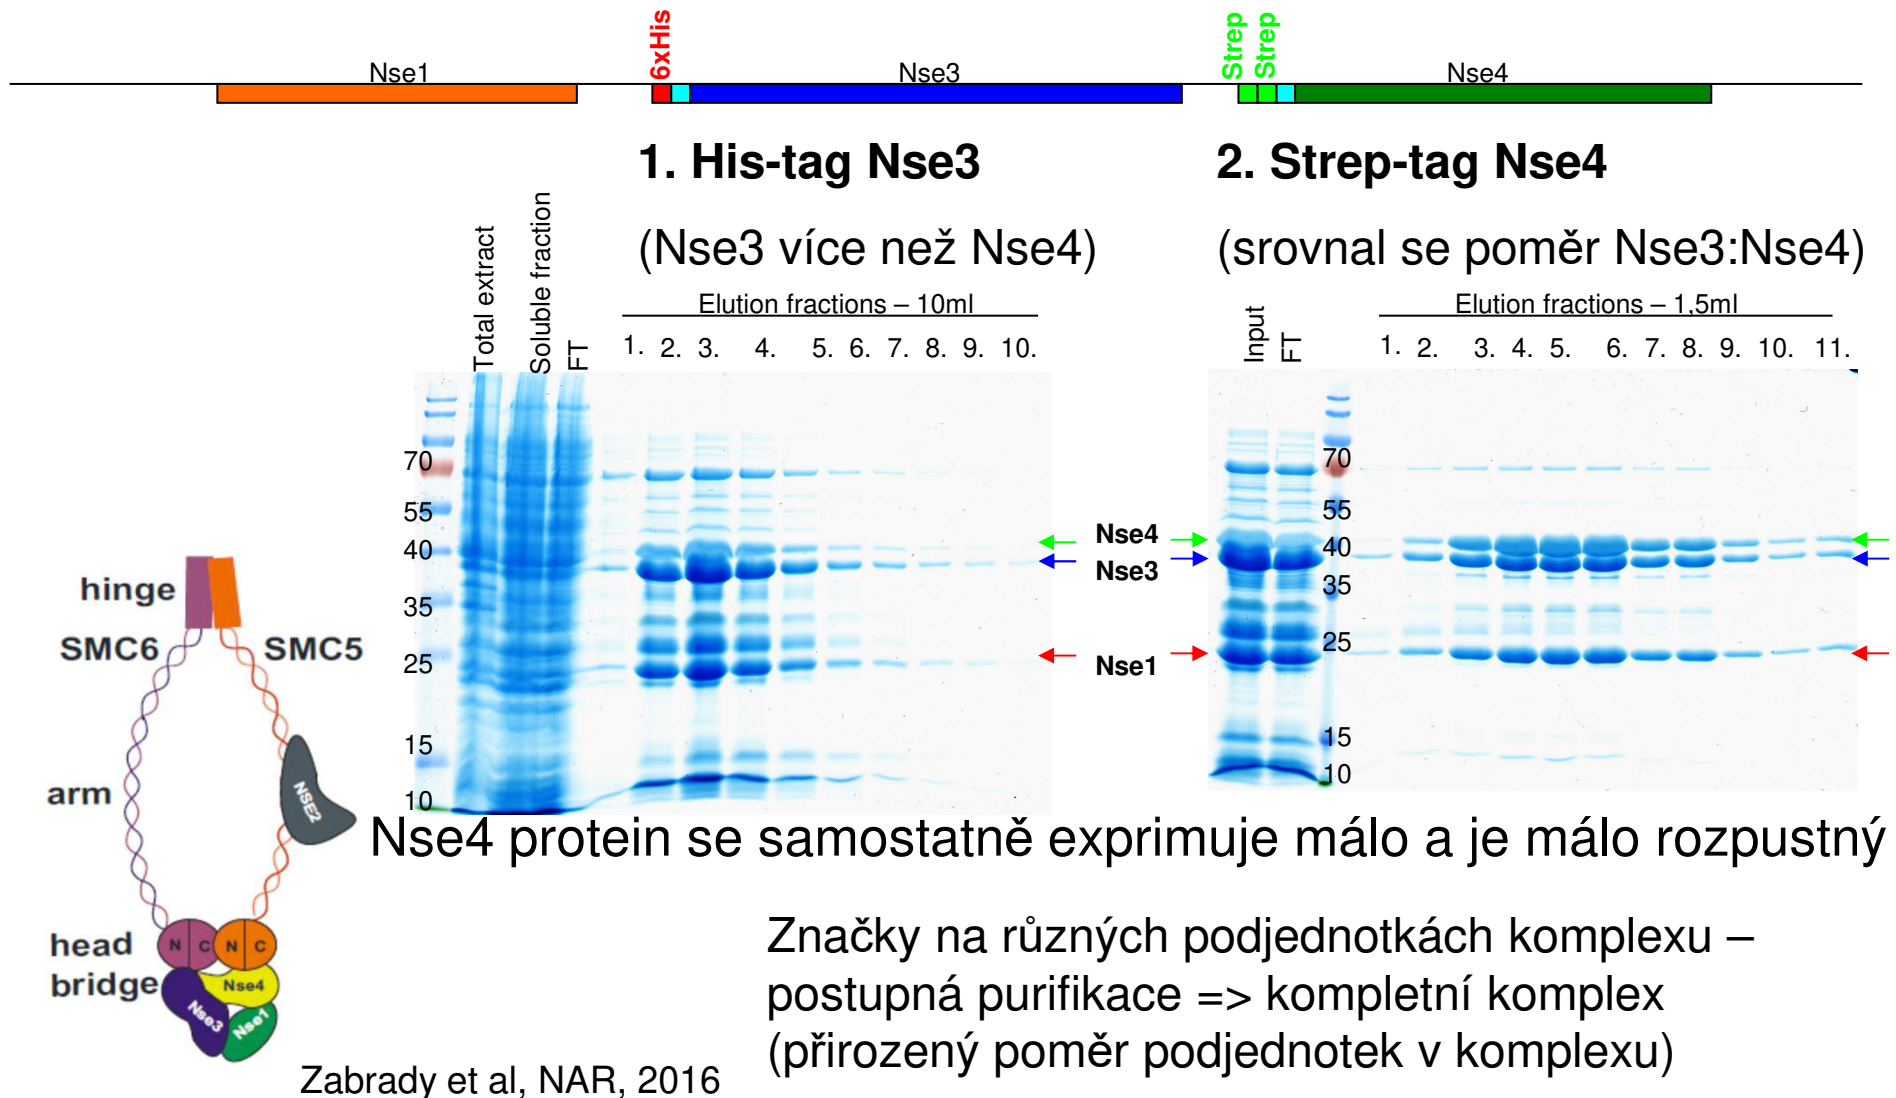 Nse1
6xHis
Nse3
Strep
Strep
Nse4
1. His-tag Nse3
(Nse3 více než Nse4)
2. Strep-tag Nse4
(srovnal se poměr Nse3:Nse4)
Total extract
Soluble fraction
FT
Elution fractions – 10ml
1. 2. 3. 4. 5. 6. 7. 8. 9. 10.
70
55
40
35
25
15
10
Nse4
Nse3
Nse1
Input
FT
Elution fractions – 1,5ml
1. 2. 3. 4. 5. 6. 7. 8. 9. 10. 11.
70
55
40
35
25
15
10
hinge
SMC6
SMC5
arm
NSE2
head
N C N C
bridge
Nse4
Nse3
Nse1
Nse4 protein se samostatně exprimuje málo a je málo rozpustný
Značky na různých podjednotkách komplexu –
postupná purifikace => kompletní komplex
(přirozený poměr podjednotek v komplexu)
Zabrady et al, NAR, 2016